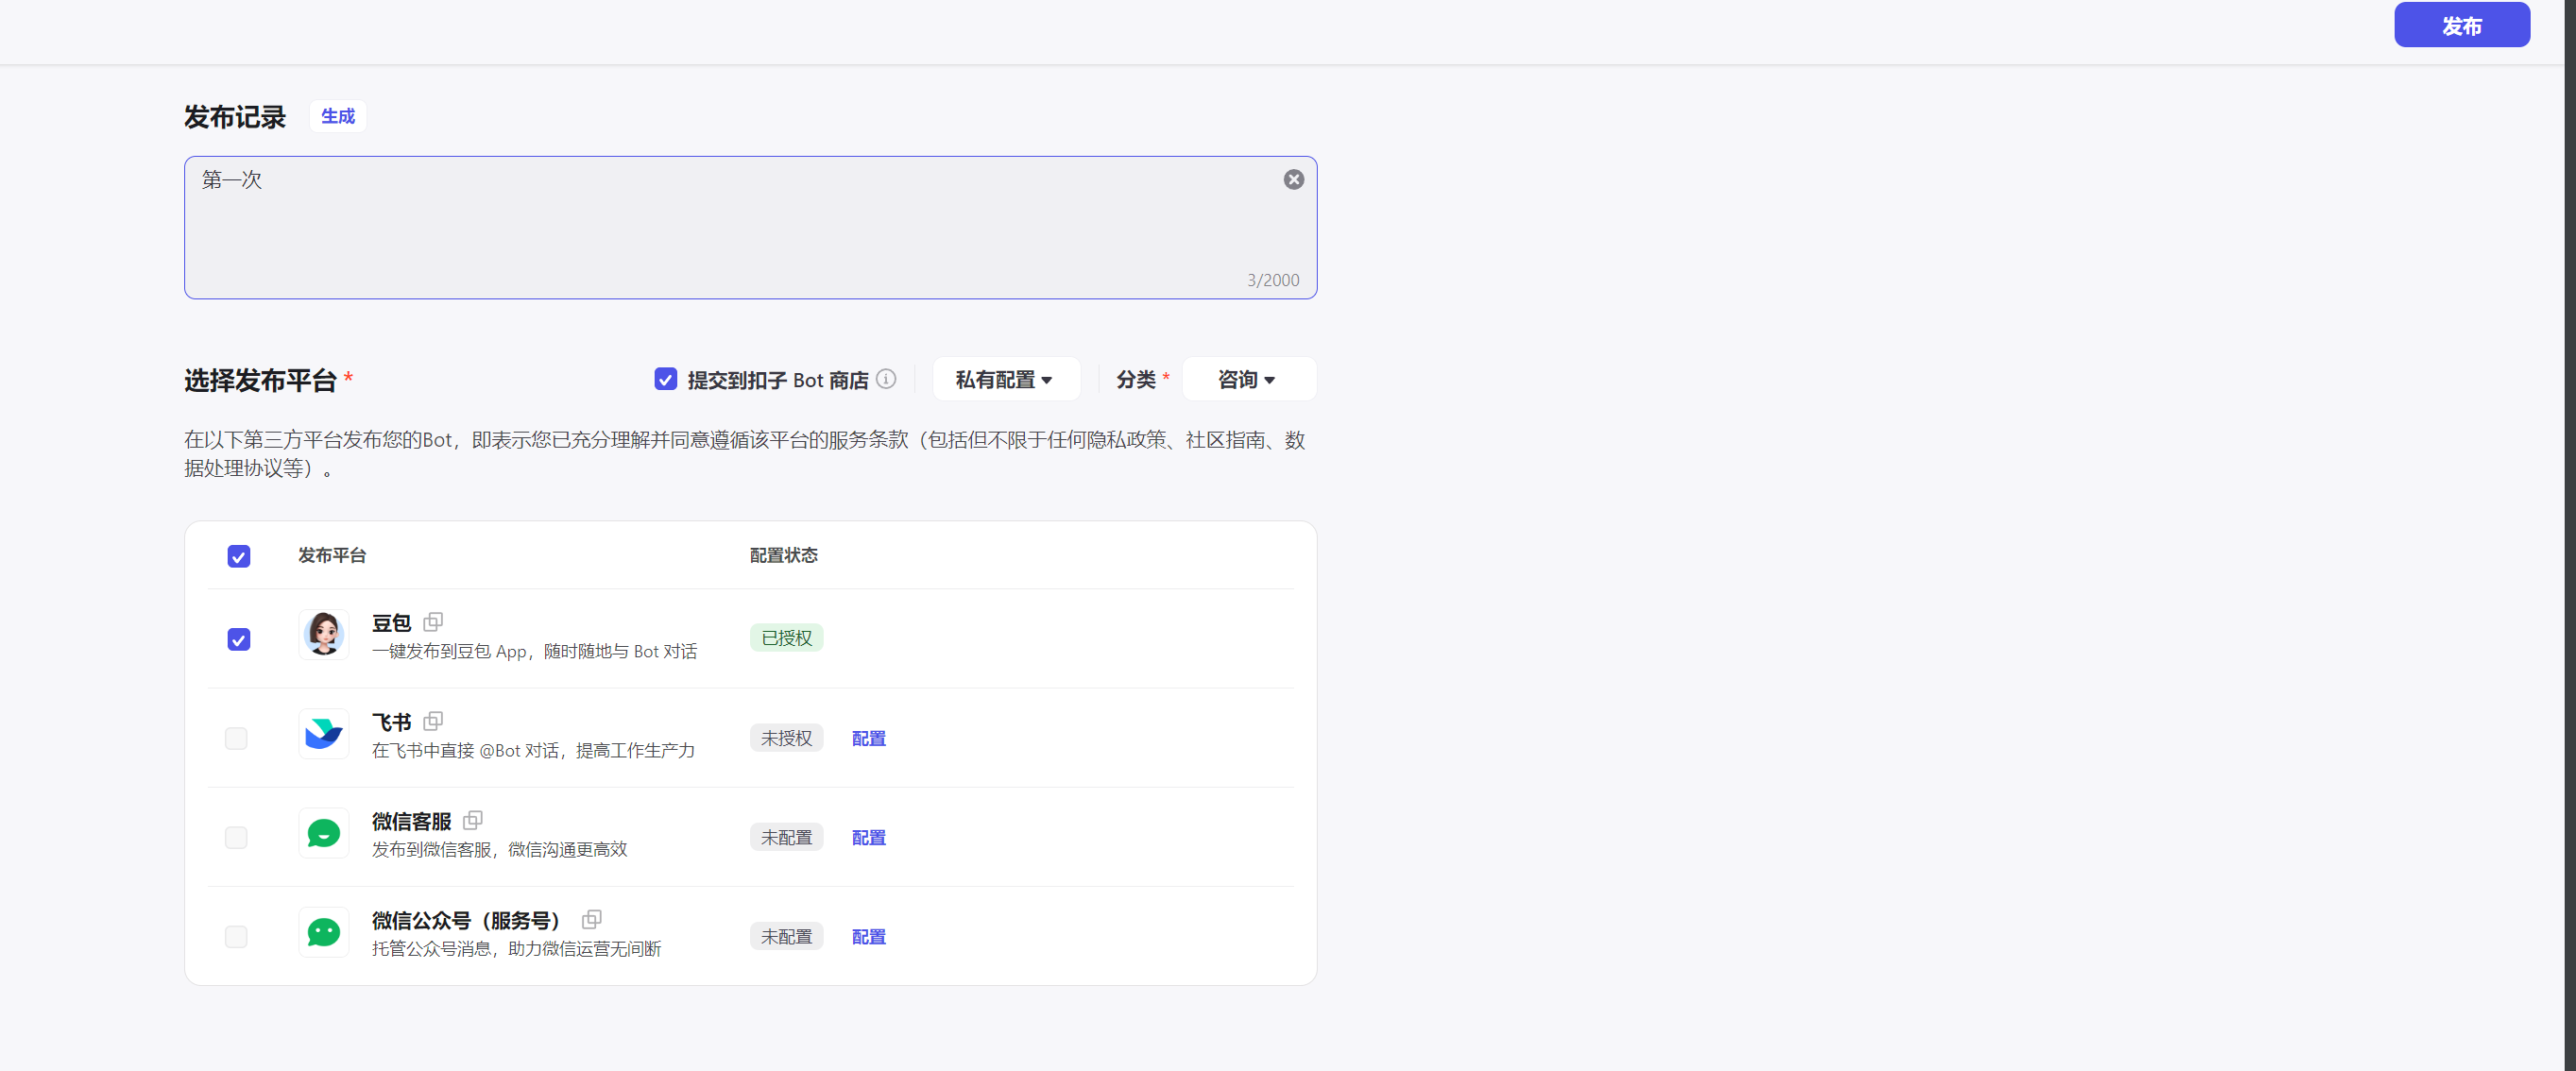 发布
发布记录 生成
第一次
3/2000
选择发布平台 * 提交到扣子 Bot 商店 私有配置 分类 * 咨询
在以下第三方平台发布您的Bot，即表示您已充分理解并同意遵循该平台的服务条款（包括但不限于任何隐私政策、社区指南、数
据处理协议等）。
发布平台 配置状态
豆包
一键发布到豆包 App，随时随地与 Bot 对话
已授权
飞书
在飞书中直接 @Bot 对话，提高工作生产力
未授权 配置
微信客服
发布到微信客服，微信沟通更高效
未配置 配置
微信公众号（服务号）
托管公众号消息，助力微信运营无间断
未配置 配置